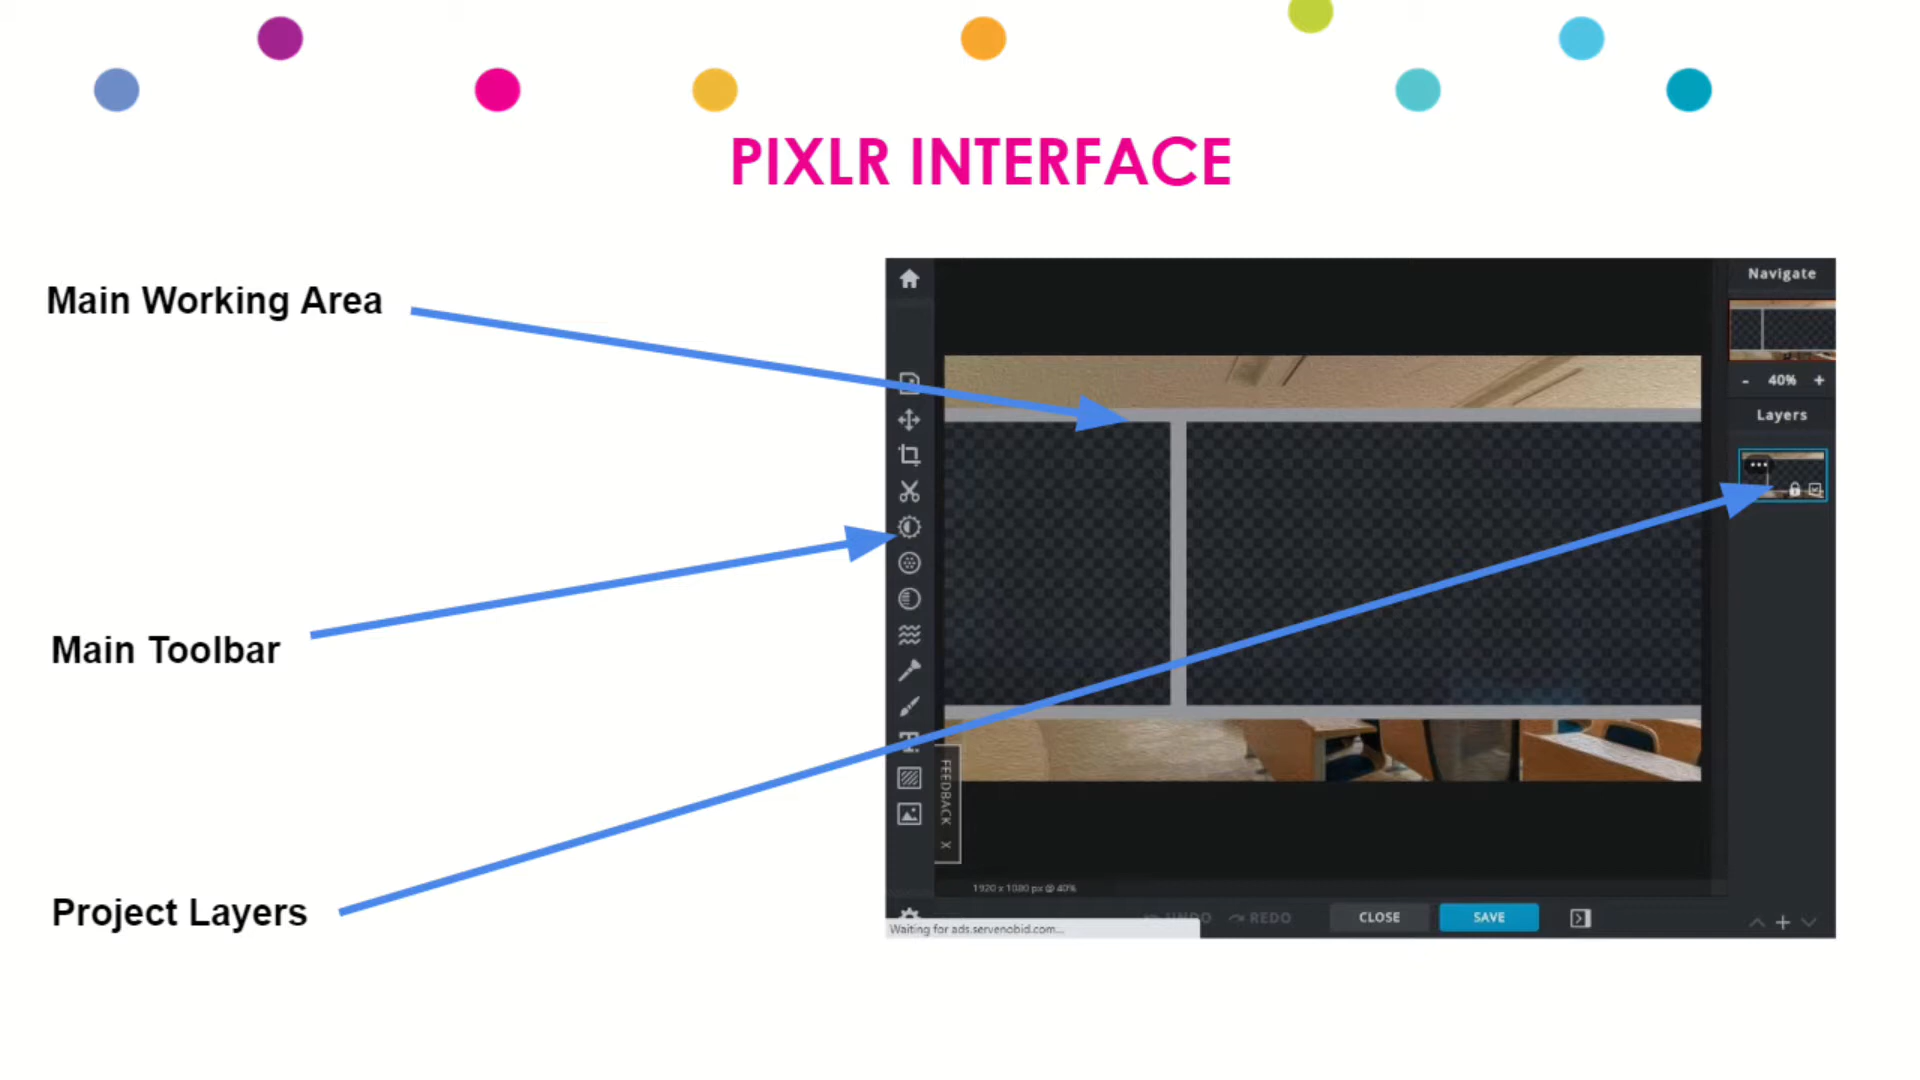 PIXLR INTERFACE
Main Working Area
Main Toolbar
Project Layers
Navigate
- 40% +
Layers
FEEDBACK X
1920 x 1080 px @ 40%
UNDO REDO CLOSE SAVE
Waiting for ads.servenobid.com...